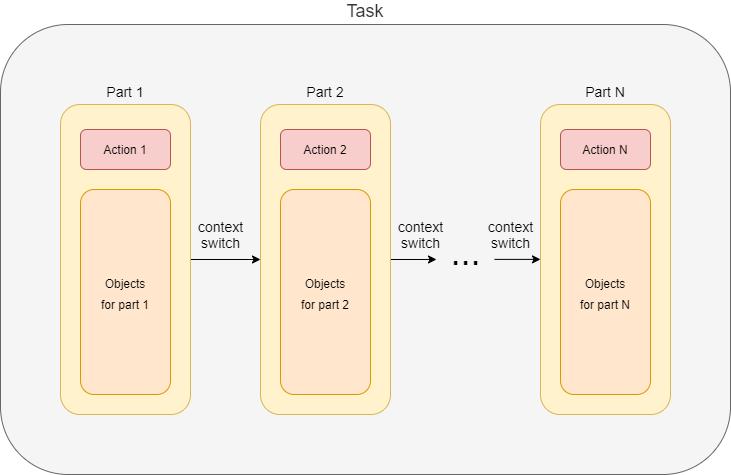 Task
Part 1
Part 2
Part N
Action 1
Action 2
Action N
context
switch
context
switch
...
context
switch
Objects
for part 1
Objects
for part 2
Objects
for part N